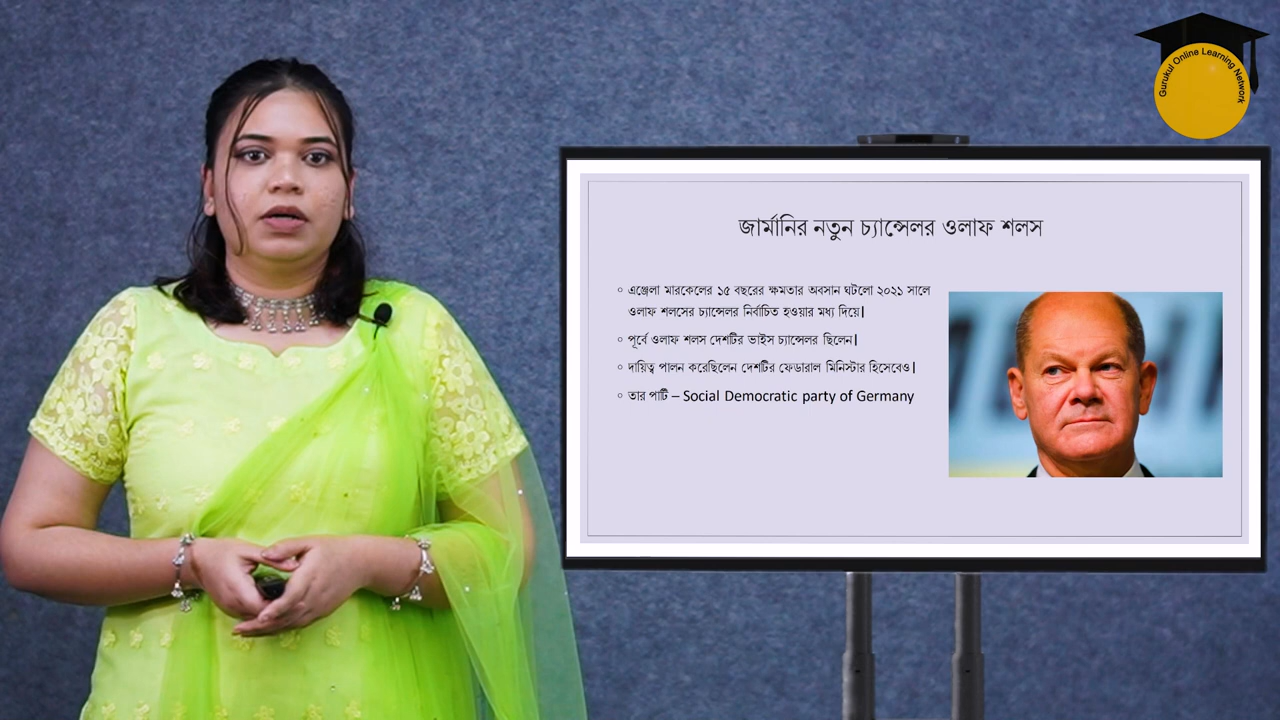 Gurukul Online Learning Network
জার্মানির নতুন চ্যান্সেলর ওলাফ শলস
◦ এঞ্জেলা মারকেলের ১৫ বছরের ক্ষমতার অবসান ঘটলো ২০২১ সালে
ওলাফ শলসের চ্যান্সেলর নির্বাচিত হওয়ার মধ্য দিয়ে।
◦ পূর্বে ওলাফ শলস দেশটির ভাইস চ্যান্সেলর ছিলেন।
◦ দায়িত্ব পালন করেছিলেন দেশটির ফেডারাল মিনিস্টার হিসেবেও।
◦ তার পার্টি – Social Democratic party of Germany